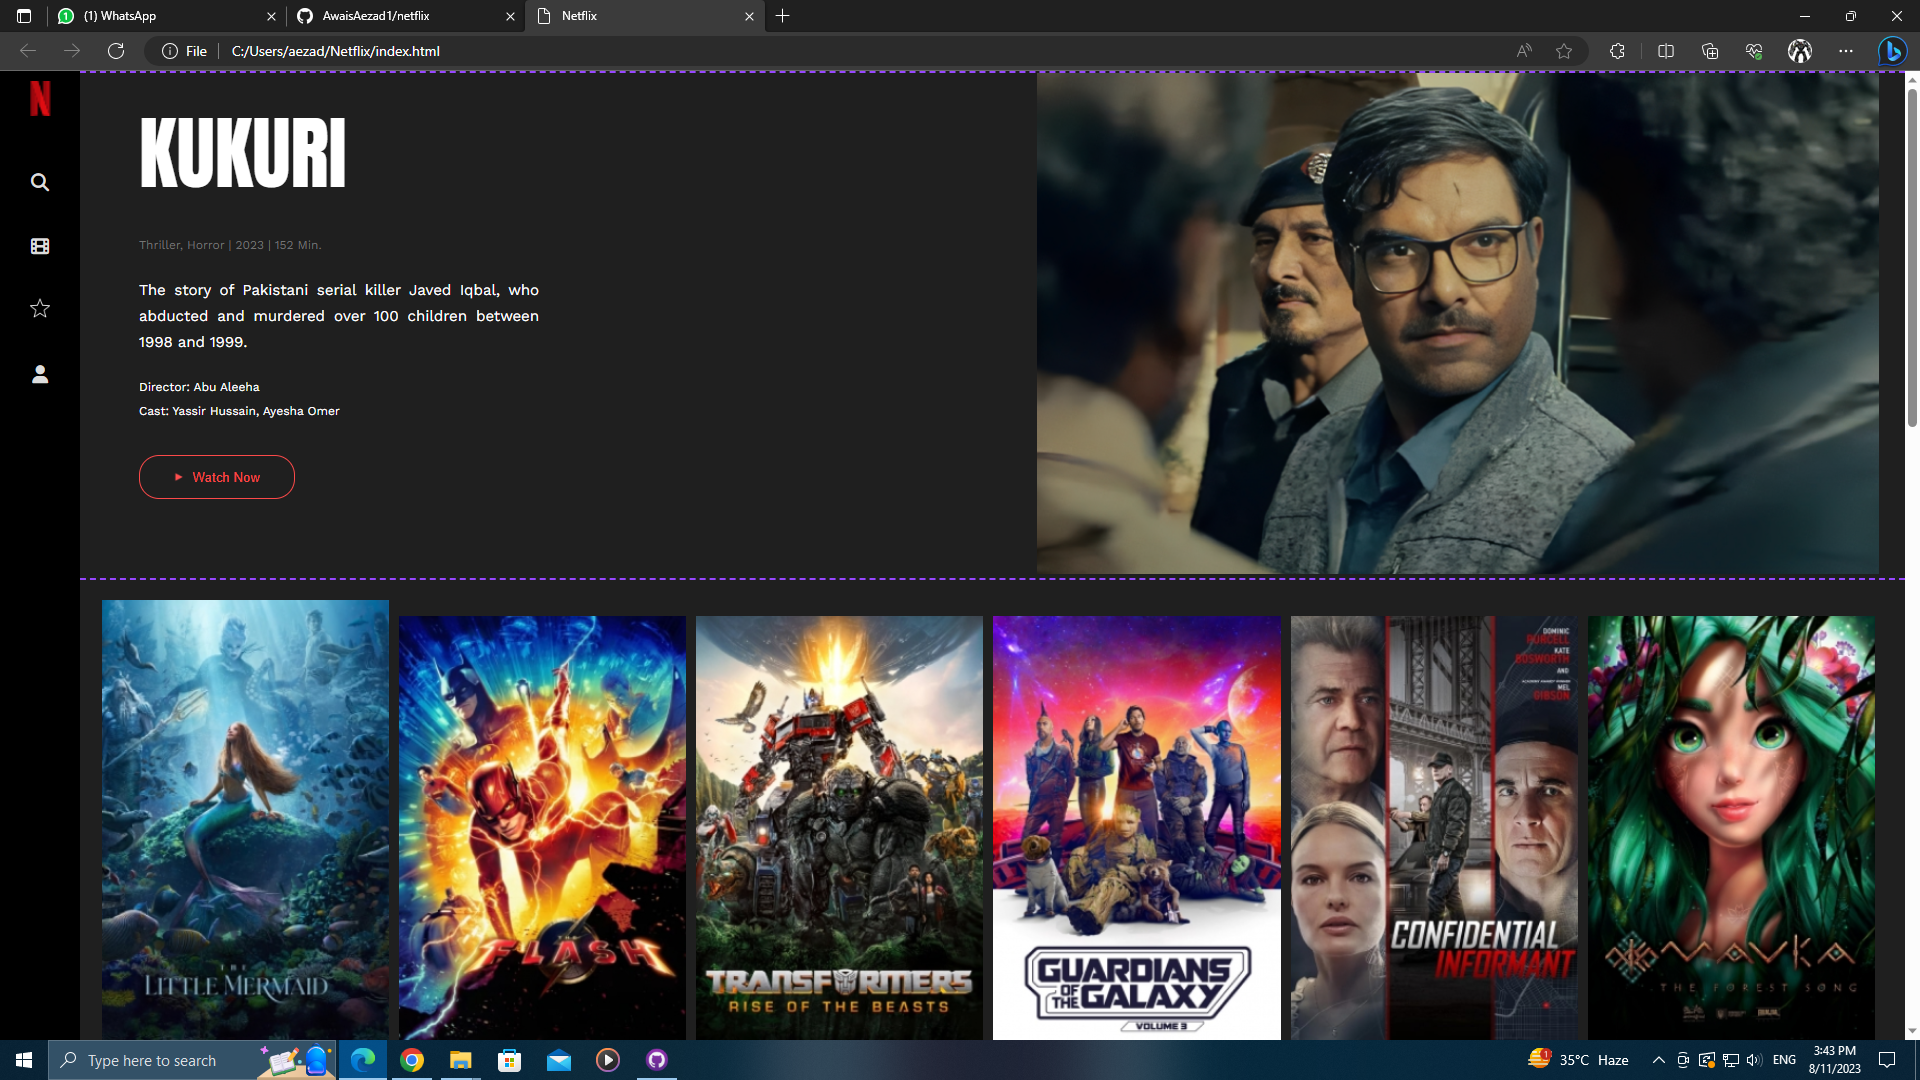 (1) WhatsApp
AwaisAezad1/netflix
Netflix
File
C:/Users/aezad/Netflix/index.html
N
KUKURI
Thriller, Horror | 2023 | 152 Min.
The story of Pakistani serial killer Javed Iqbal, who
abducted and murdered over 100 children between
1998 and 1999.
Director: Abu Aleeha
Cast: Yassir Hussain, Ayesha Omer
Watch Now
THE
LITTLE MERMAID
THE
FLASH
TRANSFORMERS
RISE OF THE BEASTS
GUARDIANS
OF THE GALAXY
VOLUME 3
DOMINIC
PURCELL
KATE
BOSWORTH
AND
MEL
GIBSON
CONFIDENTIAL
INFORMANT
MAVKA
THE FOREST SONG
Type here to search
1
35°C Haze
ENG
3:43 PM
8/11/2023